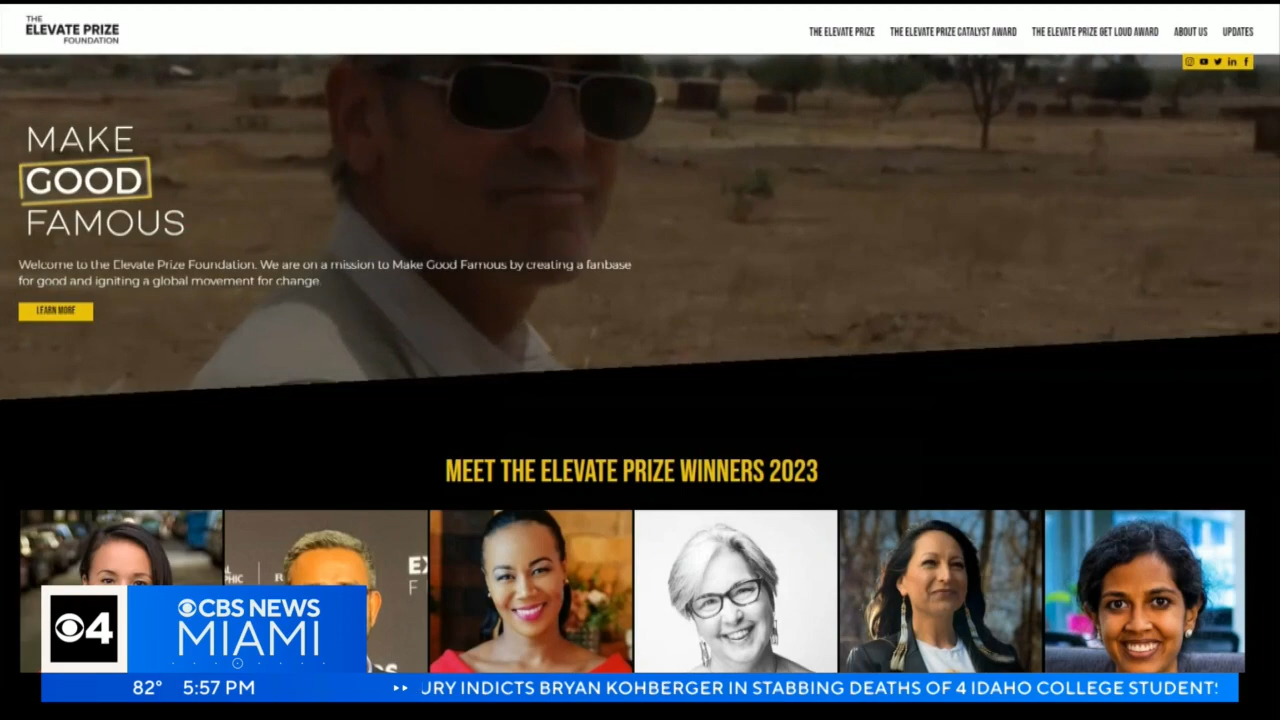 THE
ELEVATE PRIZE
FOUNDATION
THE ELEVATE PRIZE THE ELEVATE PRIZE CATALYST AWARD THE ELEVATE PRIZE GET LOUD AWARD ABOUT US UPDATES
MAKE
GOOD
FAMOUS
Welcome to the Elevate Prize Foundation. We are on a mission to Make Good Famous by creating a fanbase
for good and igniting a global movement for change.
LEARN MORE
MEET THE ELEVATE PRIZE WINNERS 2023
4
CBS NEWS
MIAMI
82° 5:57 PM
URY INDICTS BRYAN KOHBERGER IN STABBING DEATHS OF 4 IDAHO COLLEGE STUDENT